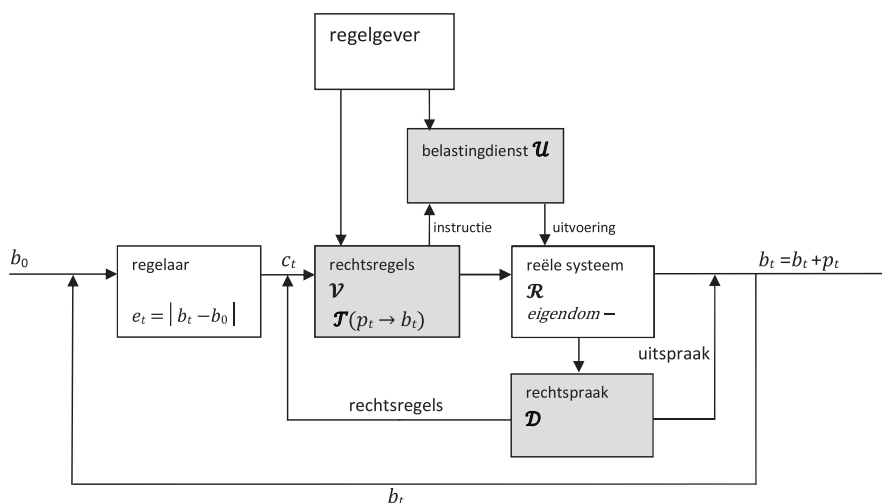 regelgever
belastingdienst 𝓤
instructie
uitvoering
b₀
regelaar
eₜ = | bₜ – b₀ |
cₜ
rechtsregels
𝓥
𝓣(pₜ → bₜ)
reële systeem
𝓡
eigendom –
bₜ =bₜ +pₜ
uitspraak
rechtspraak
𝓓
rechtsregels
bₜ